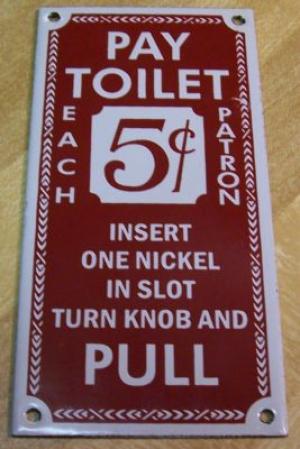 PAY
TOILET
EACH
5¢
PATRON
INSERT
ONE NICKEL
IN SLOT
TURN KNOB AND
PULL